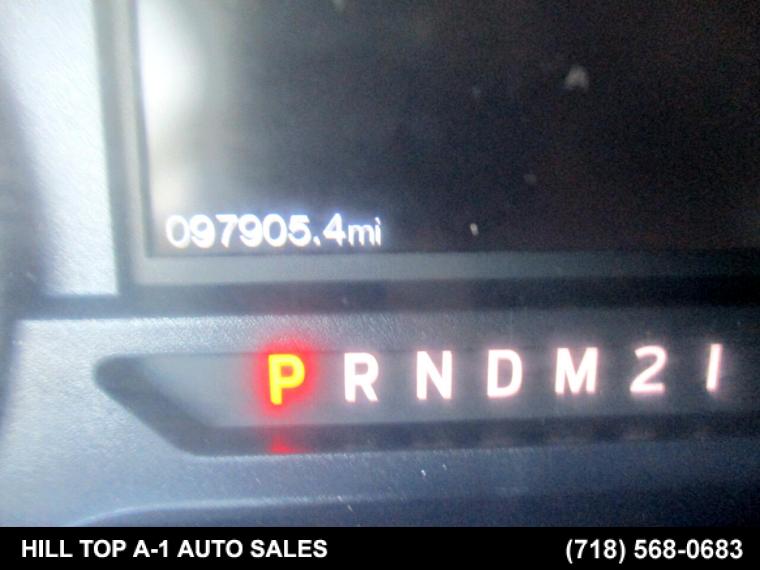 097905.4mi
P R N D M 2 1
HILL TOP A-1 AUTO SALES (718) 568-0683